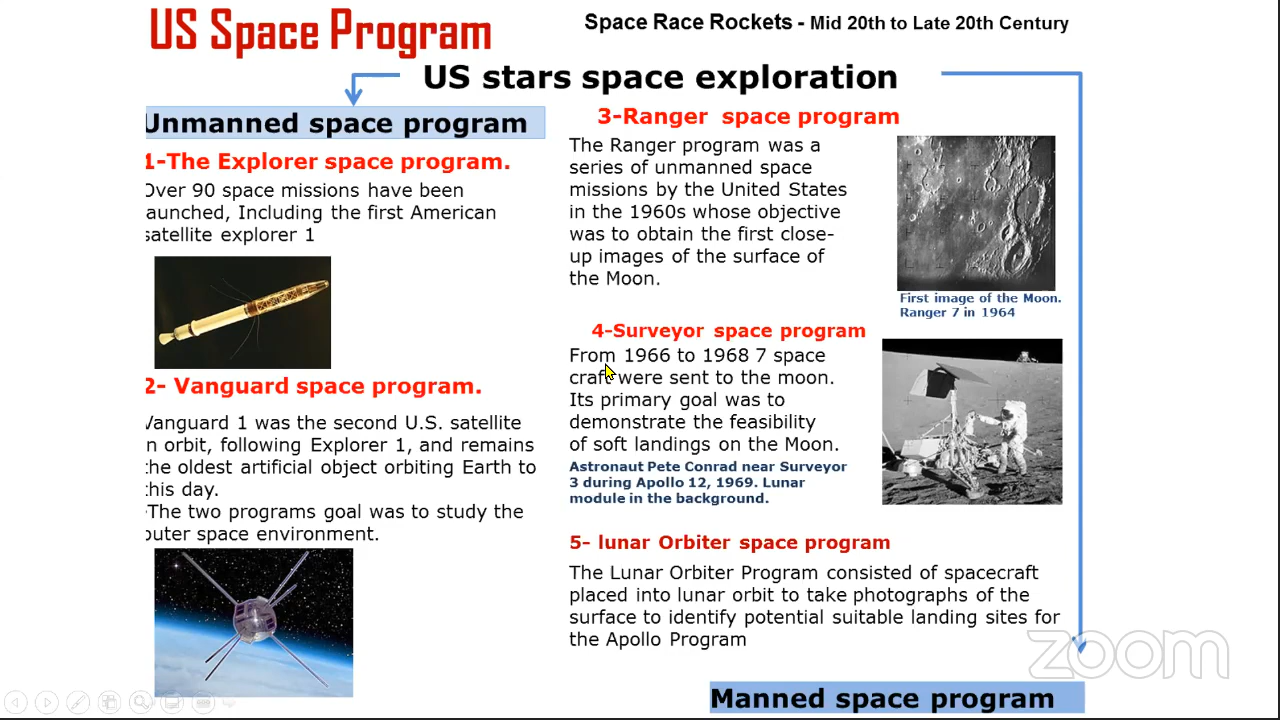 US Space Program
Space Race Rockets - Mid 20th to Late 20th Century
US stars space exploration
Unmanned space program
1-The Explorer space program.
Over 90 space missions have been
launched, Including the first American
satellite explorer 1
2- Vanguard space program.
Vanguard 1 was the second U.S. satellite
in orbit, following Explorer 1, and remains
the oldest artificial object orbiting Earth to
this day.
•The two programs goal was to study the
outer space environment.
3-Ranger space program
The Ranger program was a
series of unmanned space
missions by the United States
in the 1960s whose objective
was to obtain the first close-
up images of the surface of
the Moon.
First image of the Moon.
Ranger 7 in 1964
4-Surveyor space program
From 1966 to 1968 7 space
craft were sent to the moon.
Its primary goal was to
demonstrate the feasibility
of soft landings on the Moon.
Astronaut Pete Conrad near Surveyor
3 during Apollo 12, 1969. Lunar
module in the background.
5- lunar Orbiter space program
The Lunar Orbiter Program consisted of spacecraft
placed into lunar orbit to take photographs of the
surface to identify potential suitable landing sites for
the Apollo Program
zoom
Manned space program